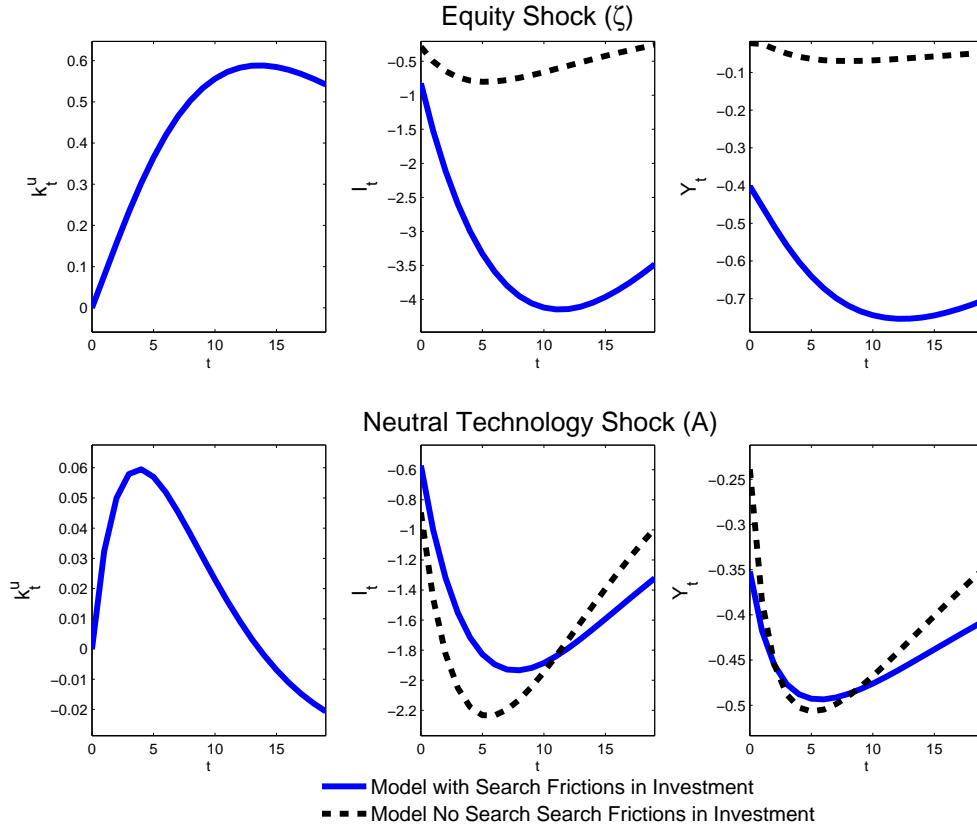 Equity Shock (ζ)
0.6
0.5
0.4
0.3
0.2
0.1
0
k_t^u
0 5 10 15
t
−0.5
−1
−1.5
−2
−2.5
−3
−3.5
−4
I_t
0 5 10 15
t
−0.1
−0.2
−0.3
−0.4
−0.5
−0.6
−0.7
Y_t
0 5 10 15
t
Neutral Technology Shock (A)
0.06
0.05
0.04
0.03
0.02
0.01
0
−0.01
−0.02
k_t^u
0 5 10 15
t
−0.6
−0.8
−1
−1.2
−1.4
−1.6
−1.8
−2
−2.2
I_t
0 5 10 15
t
−0.25
−0.3
−0.35
−0.4
−0.45
−0.5
Y_t
0 5 10 15
t
Model with Search Frictions in Investment
Model No Search Search Frictions in Investment